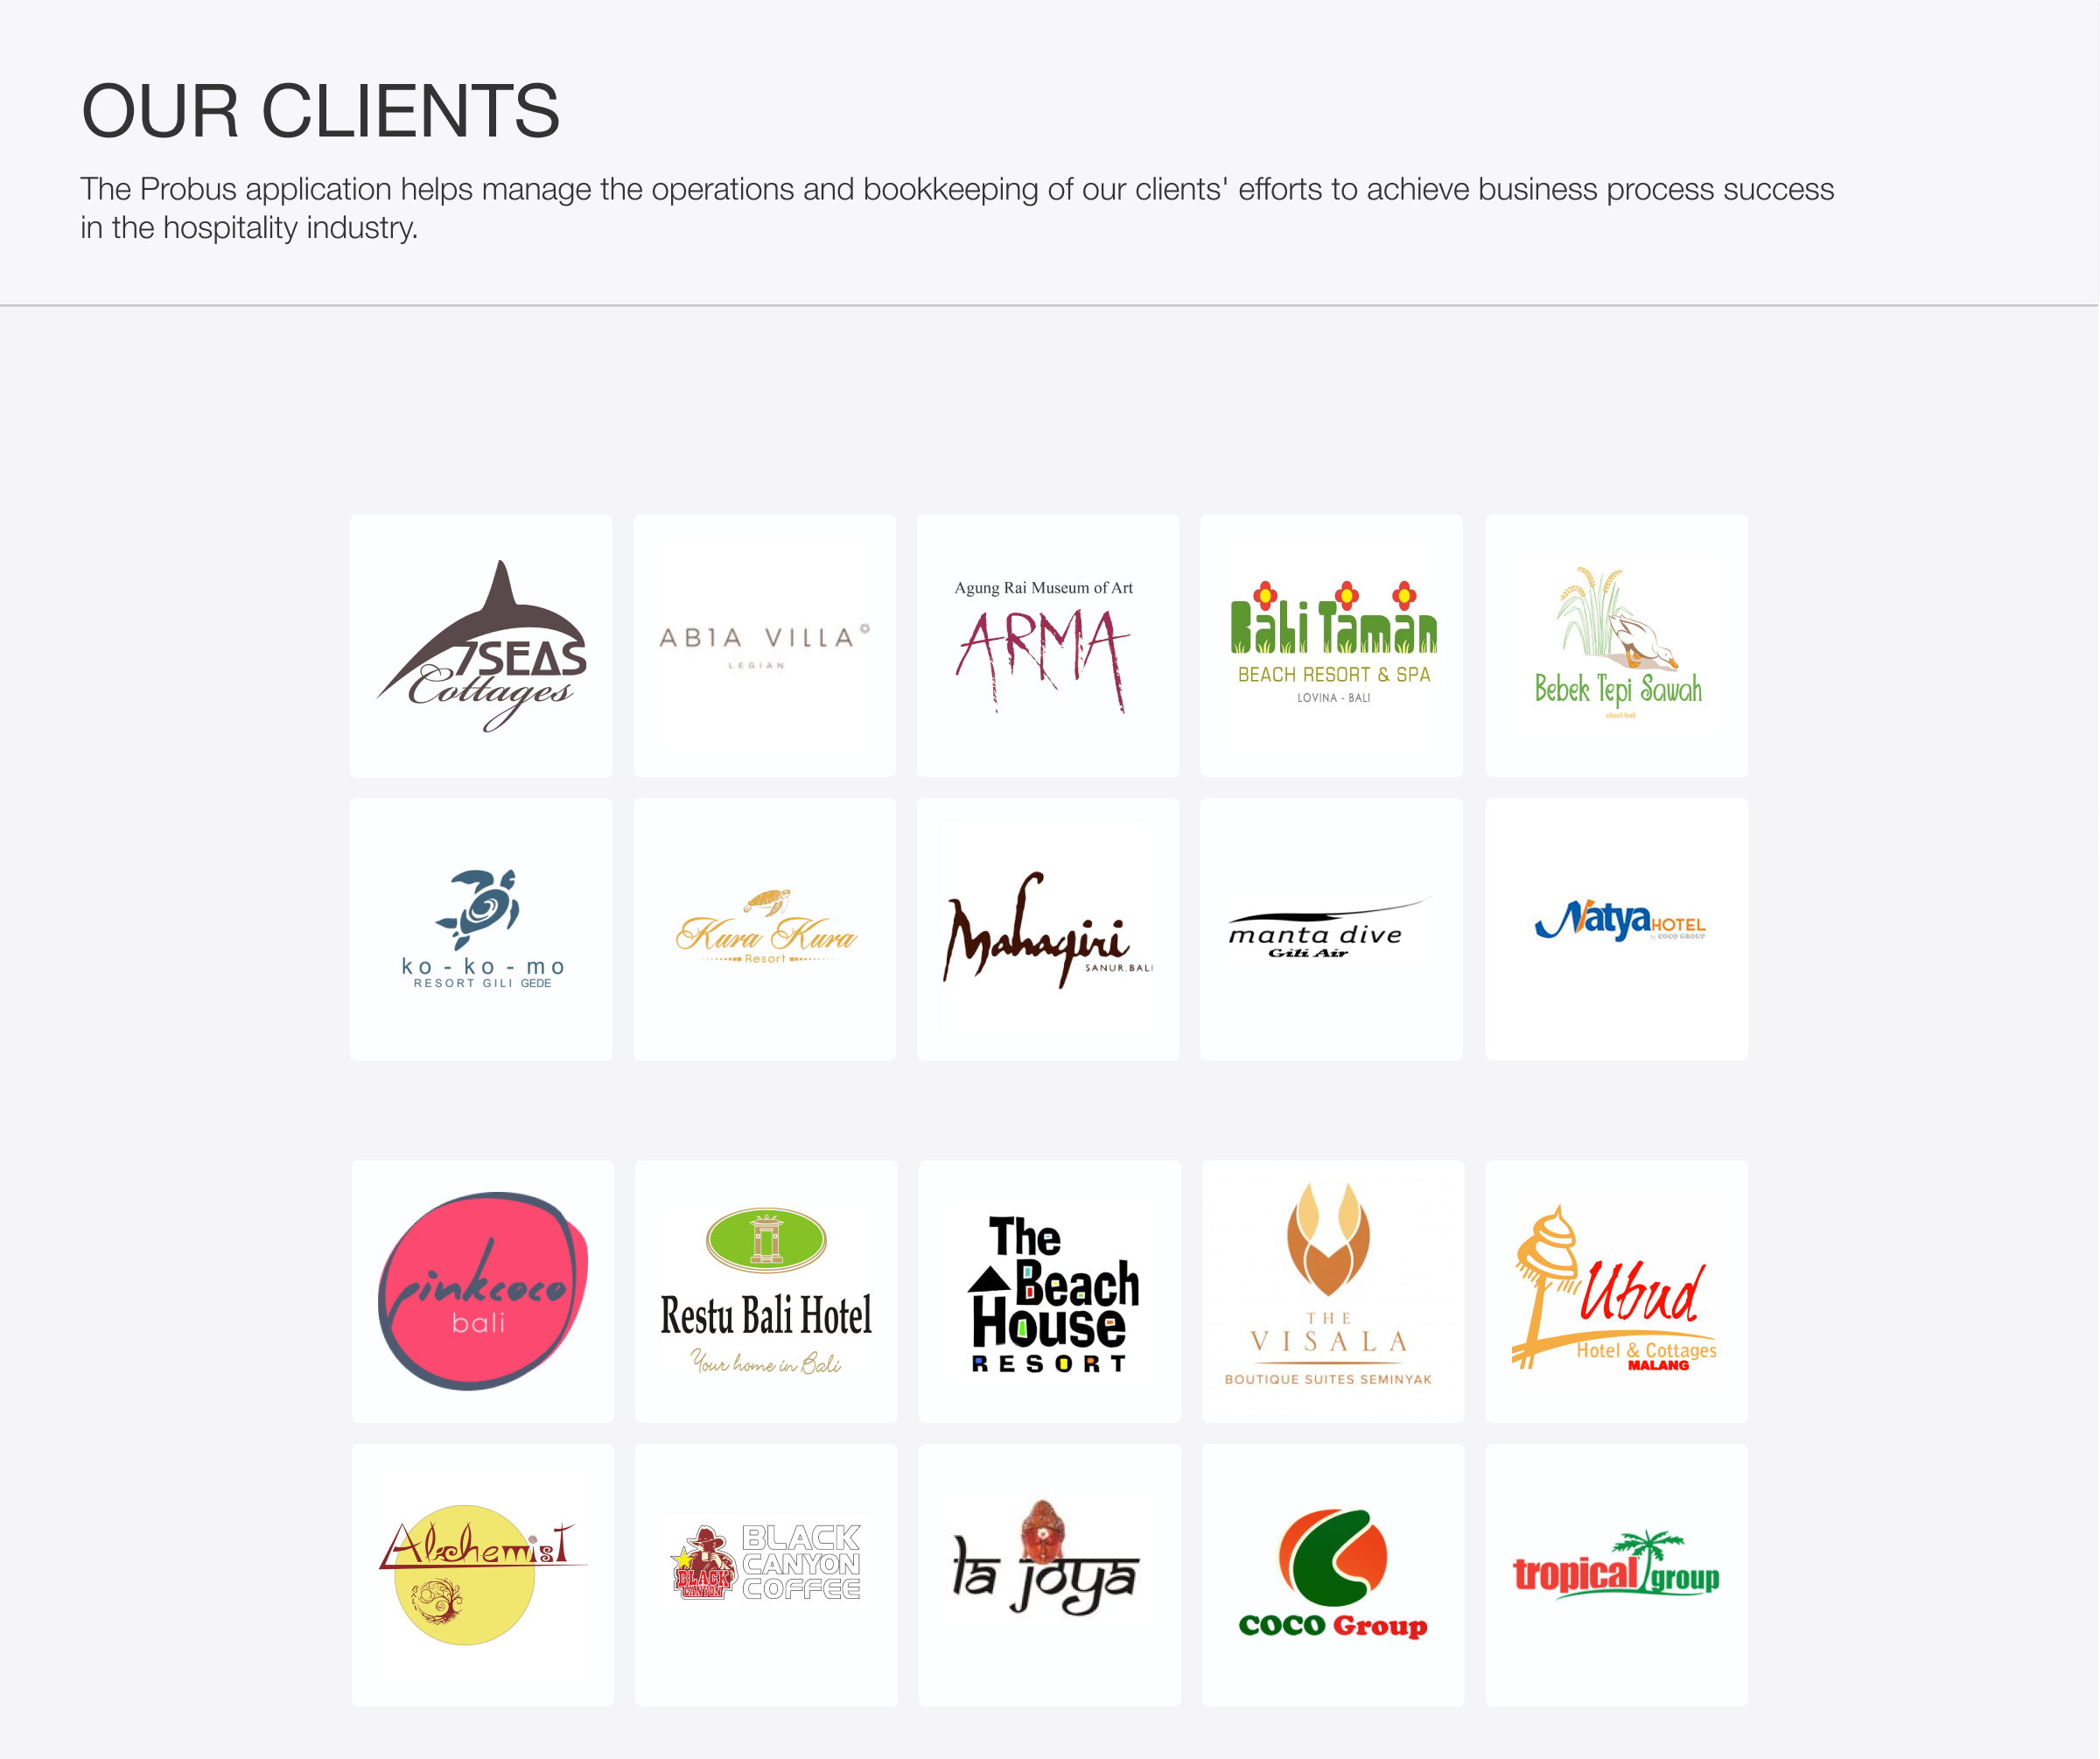 OUR CLIENTS
The Probus application helps manage the operations and bookkeeping of our clients' efforts to achieve business process success
in the hospitality industry.
7SEAS
Cottages
ABIA VILLA
LEGIAN
Agung Rai Museum of Art
ARMA
Bali Taman
BEACH RESORT & SPA
LOVINA - BALI
Bebek Tepi Sawah
ubud-bali
ko - ko - mo
RESORT GILI GEDE
Kura Kura
Resort
Mahagiri
SANUR.BALI
manta dive
Gili Air
Natya HOTEL
by COCO GROUP
pinkcoco
bali
Restu Bali Hotel
Your home in Bali
The
Beach
House
RESORT
THE
VISALA
BOUTIQUE SUITES SEMINYAK
Ubud
Hotel & Cottages
MALANG
Alchemist
BALI
BLACK
CANYON
BLACK
CANYON
COFFEE
la joya
coco Group
tropical group